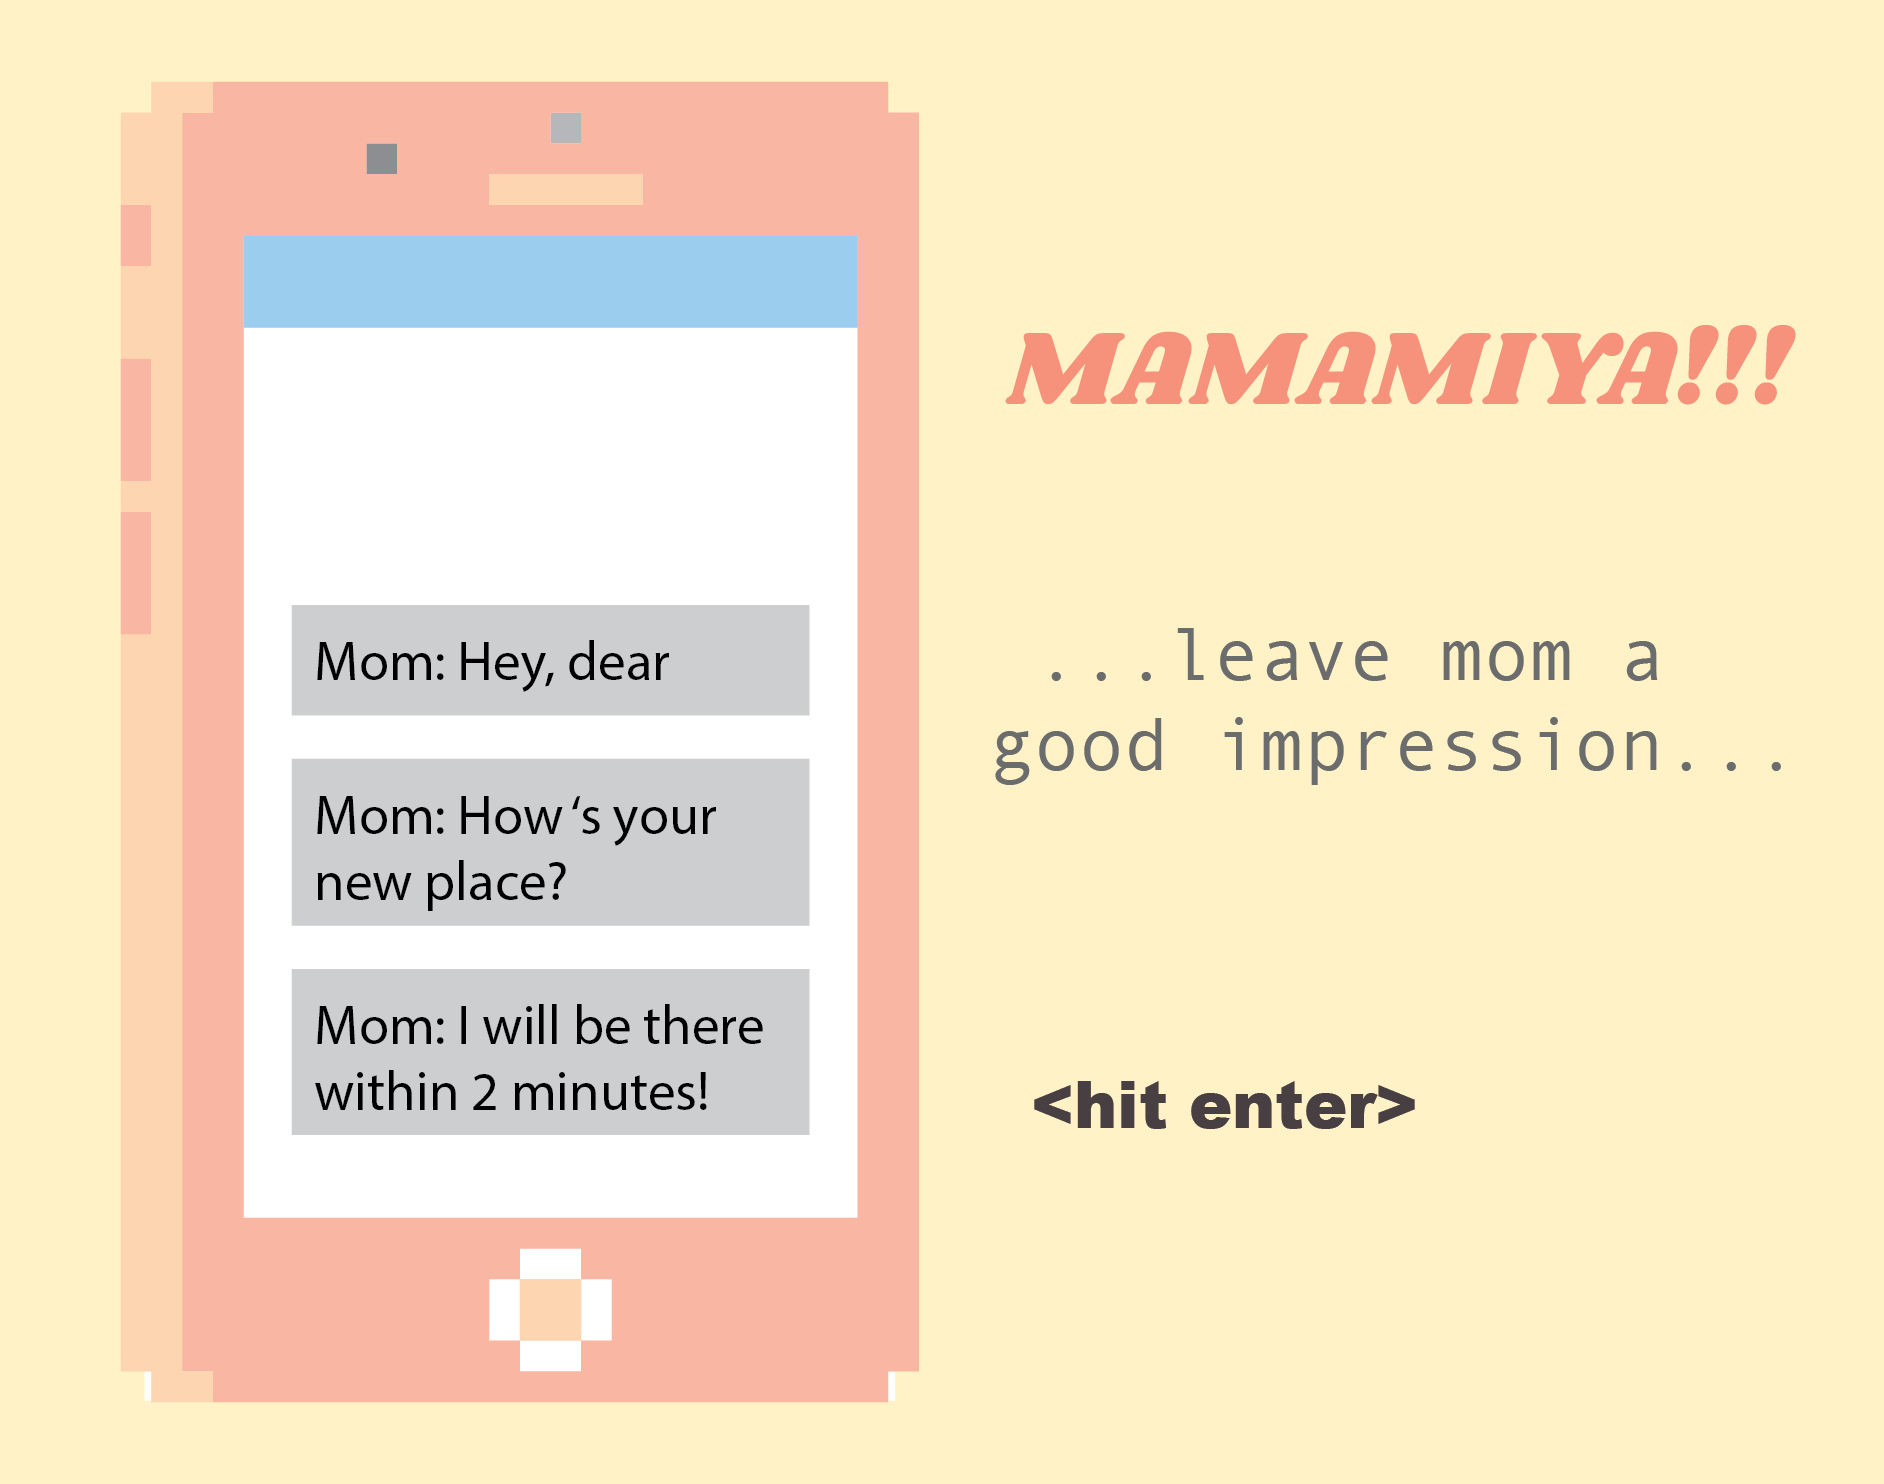 Mom: Hey, dear
Mom: How ‘s your
new place?
Mom: I will be there
within 2 minutes!
MAMAMIYA!!!
...leave mom a
good impression...
<hit enter>